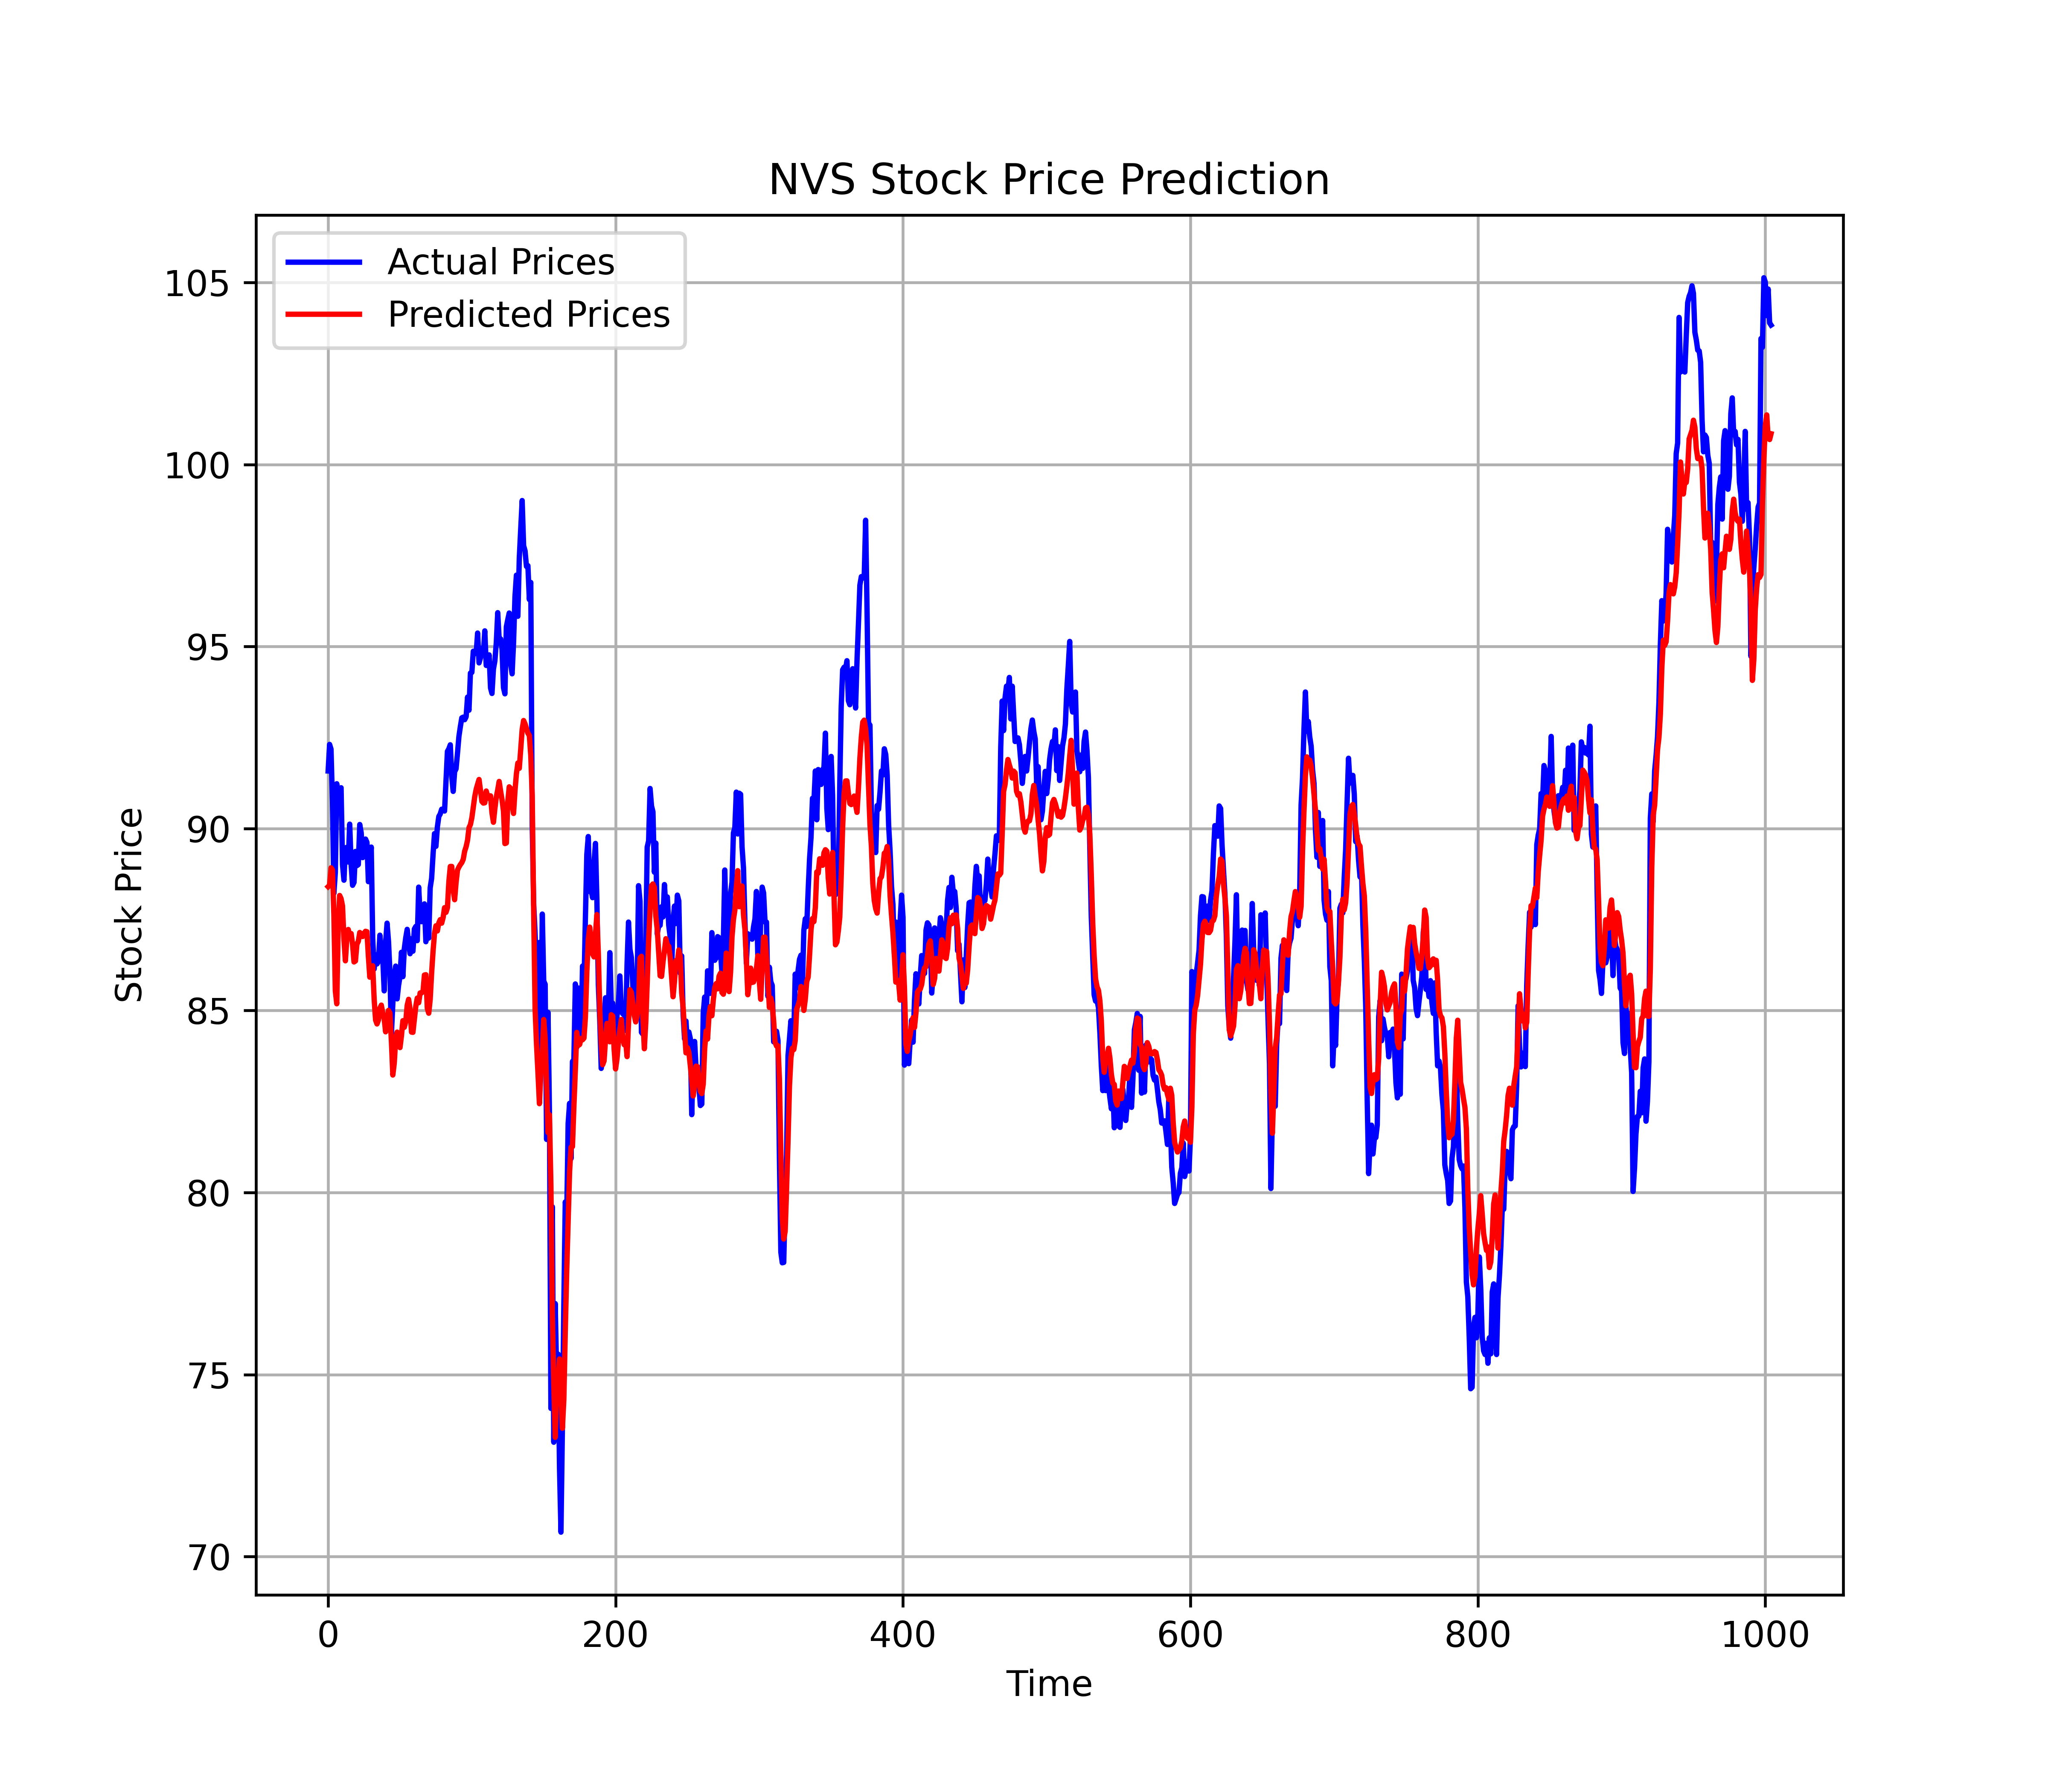 NVS Stock Price Prediction
Actual Prices
Predicted Prices
105
100
95
90
85
80
75
70
Stock Price
0 200 400 600 800 1000
Time